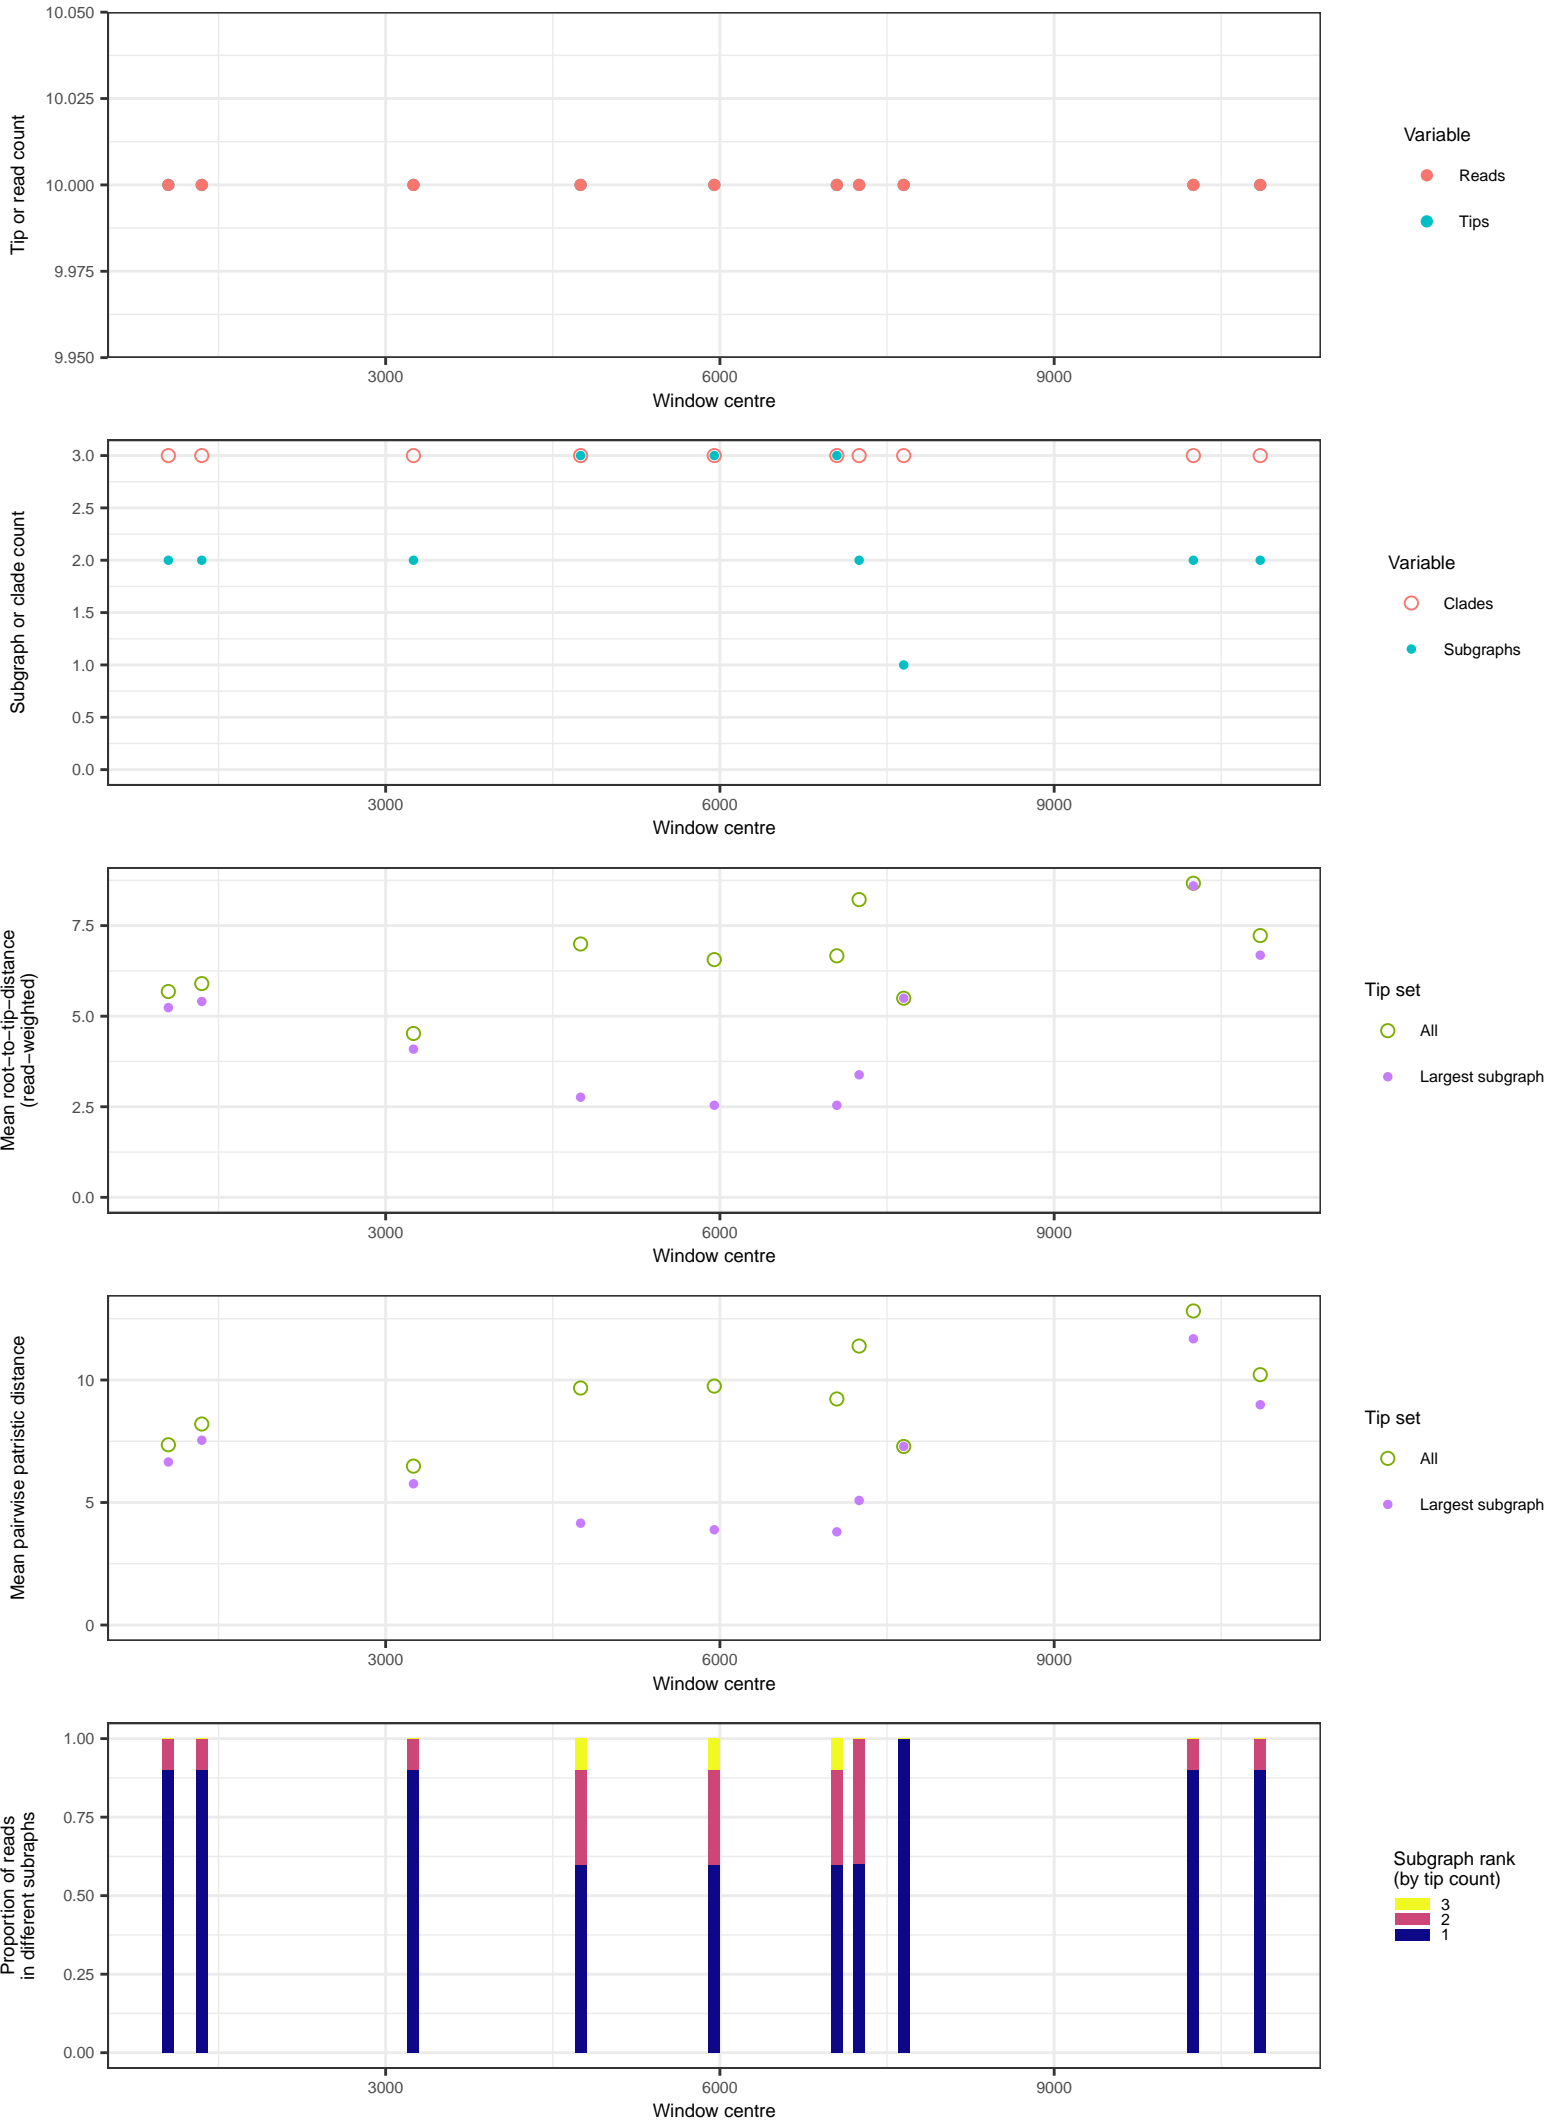 10.050
10.025
10.000
9.975
9.950
Tip or read count
3000
6000
9000
Window centre
Variable
Reads
Tips
3.0
2.5
2.0
1.5
1.0
0.5
0.0
Subgraph or clade count
3000
6000
9000
Window centre
Variable
Clades
Subgraphs
7.5
5.0
2.5
0.0
Mean root−to−tip−distance
(read−weighted)
3000
6000
9000
Window centre
Tip set
All
Largest subgraph
10
5
0
Mean pairwise patristic distance
3000
6000
9000
Window centre
Tip set
All
Largest subgraph
1.00
0.75
0.50
0.25
0.00
Proportion of reads
in different subraphs
3000
6000
9000
Window centre
Subgraph rank
(by tip count)
3
2
1